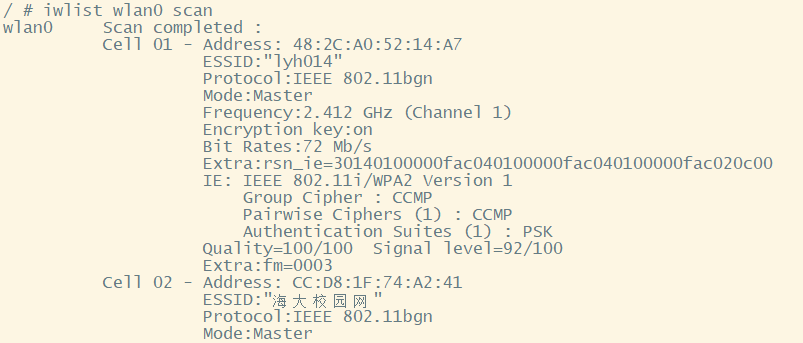 / # iwlist wlan0 scan
wlan0     Scan completed :
          Cell 01 - Address: 48:2C:A0:52:14:A7
                    ESSID:"lyh014"
                    Protocol:IEEE 802.11bgn
                    Mode:Master
                    Frequency:2.412 GHz (Channel 1)
                    Encryption key:on
                    Bit Rates:72 Mb/s
                    Extra:rsn_ie=30140100000fac040100000fac040100000fac020c00
                    IE: IEEE 802.11i/WPA2 Version 1
                        Group Cipher : CCMP
                        Pairwise Ciphers (1) : CCMP
                        Authentication Suites (1) : PSK
                    Quality=100/100  Signal level=92/100
                    Extra:fm=0003
          Cell 02 - Address: CC:D8:1F:74:A2:41
                    ESSID:"海大校园网"
                    Protocol:IEEE 802.11bgn
                    Mode:Master